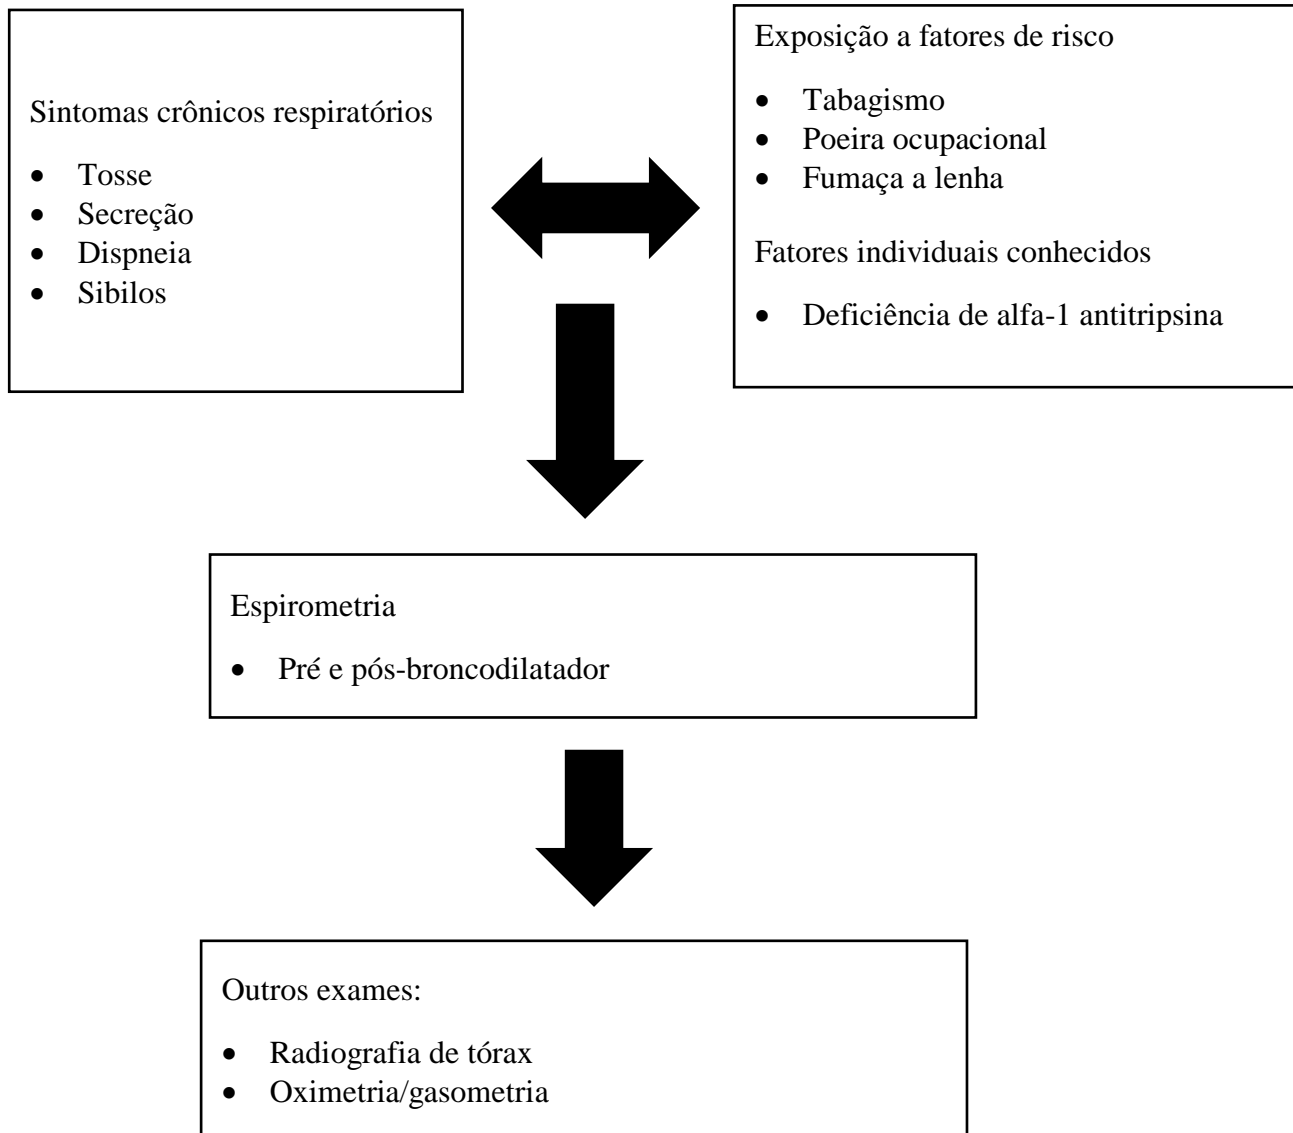 Sintomas crônicos respiratórios
• Tosse
• Secreção
• Dispneia
• Sibilos
Exposição a fatores de risco
• Tabagismo
• Poeira ocupacional
• Fumaça a lenha
Fatores individuais conhecidos
• Deficiência de alfa-1 antitripsina
Espirometria
• Pré e pós-broncodilatador
Outros exames:
• Radiografia de tórax
• Oximetria/gasometria